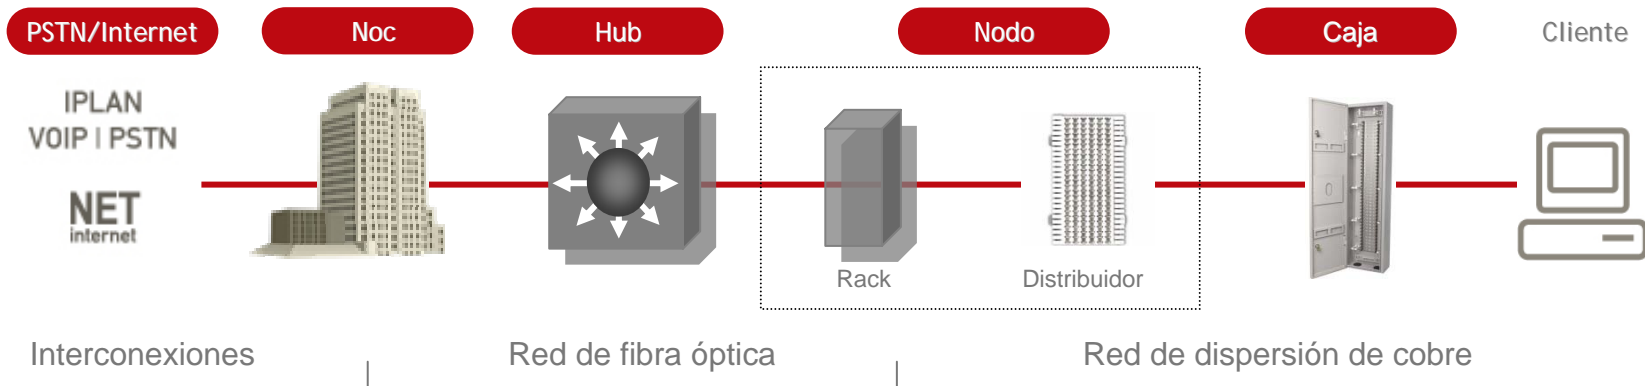 PSTN/Internet
Noc
Hub
Nodo
Caja
Cliente
IPLAN
VOIP | PSTN
NET
internet
Rack
Distribuidor
Interconexiones
Red de fibra óptica
Red de dispersión de cobre